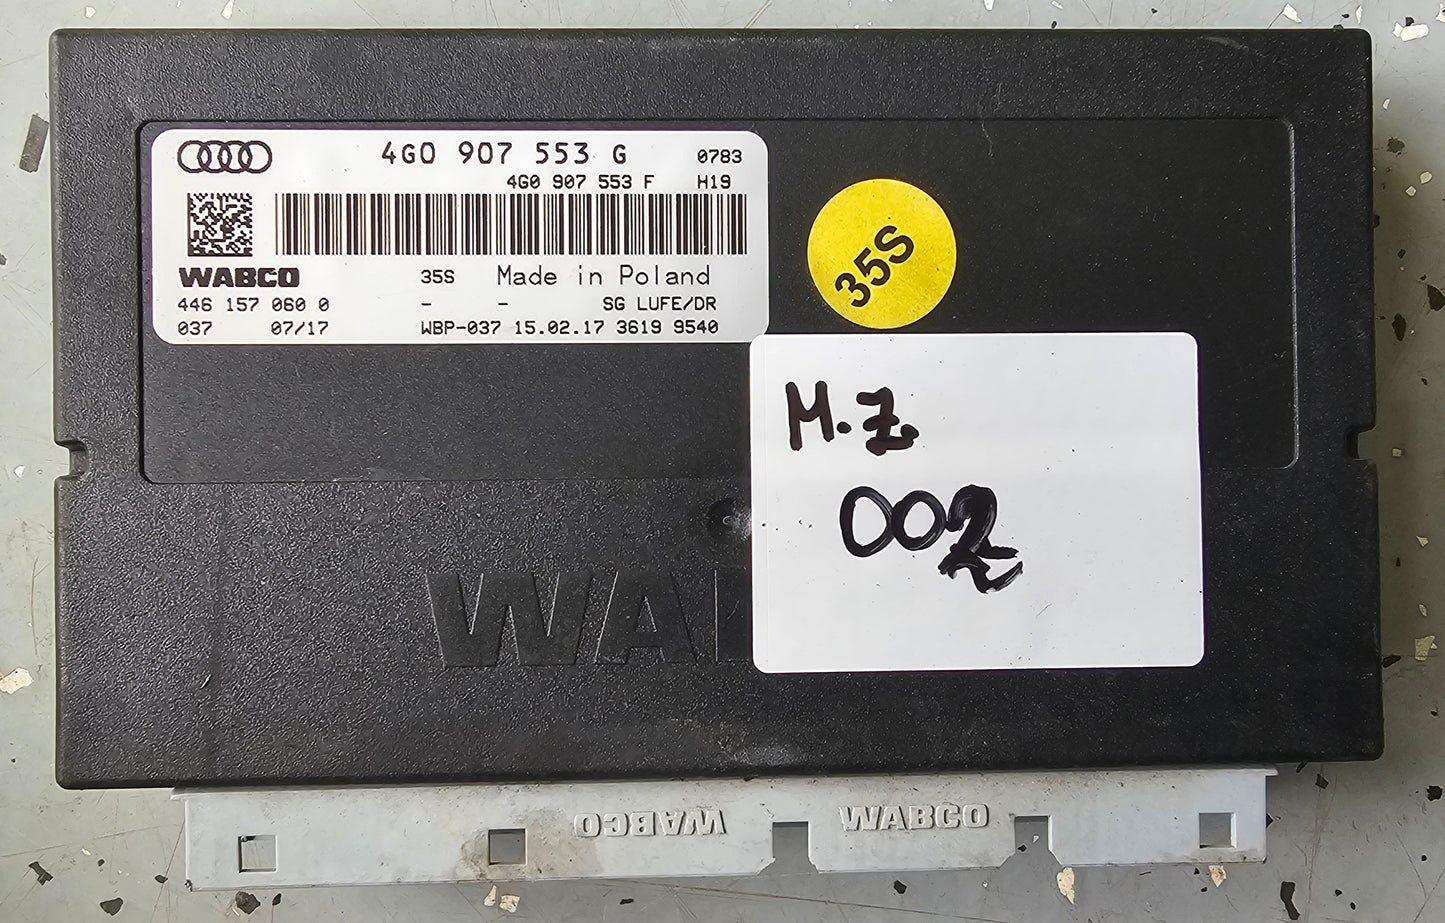 4G0 907 553 G 0783
4G0 907 553 F H19
WABCO 35S Made in Poland
446 157 060 0 - - SG LUFE/DR
037 07/17 WBP-037 15.02.17 3619 9540
35S
M.Z.
002
WABCO WABCO